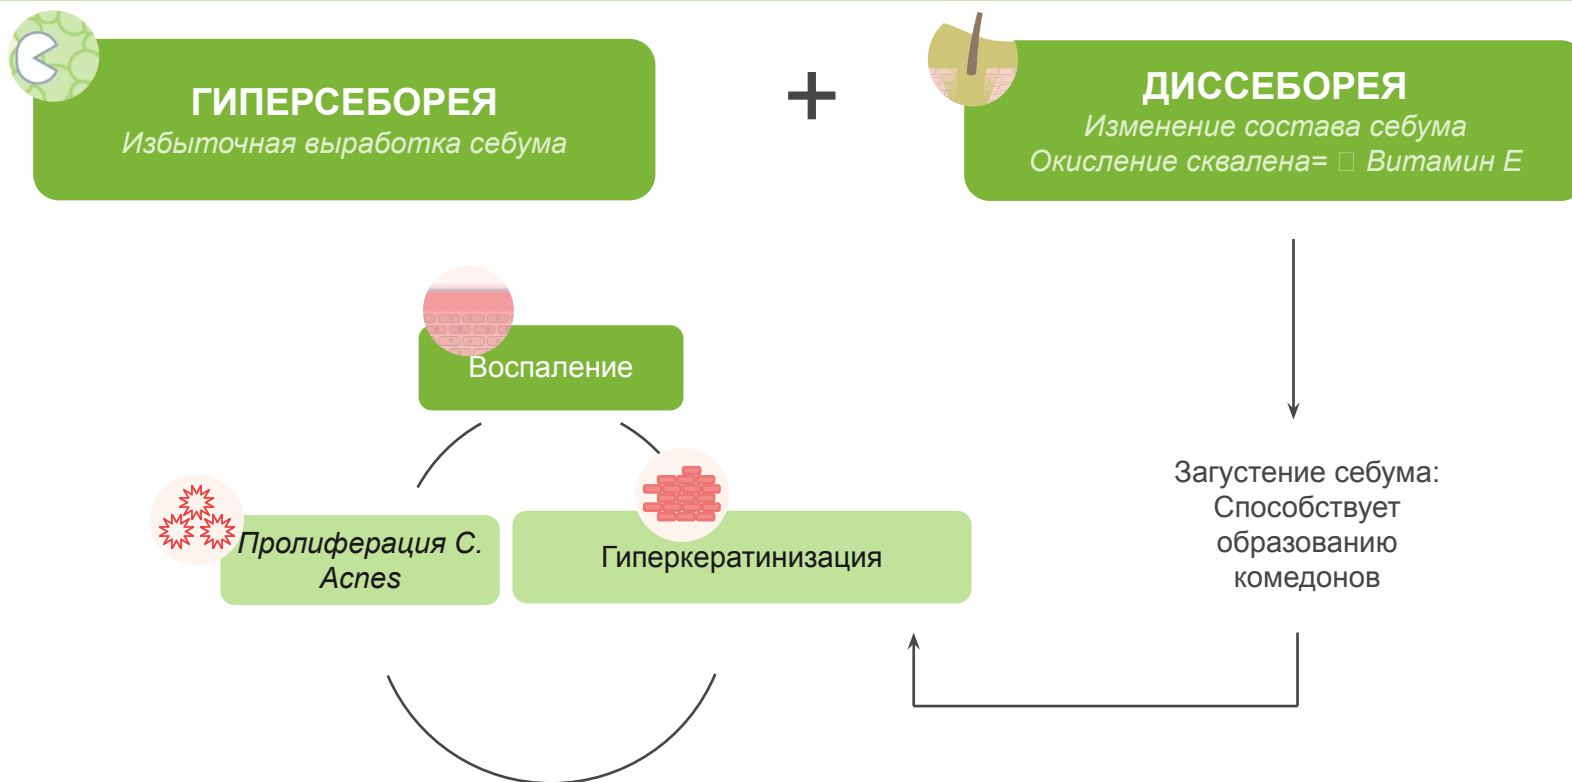 ГИПЕРСЕБОРЕЯ
Избыточная выработка себума
+
ДИССЕБОРЕЯ
Изменение состава себума
Окисление сквалена= □ Витамин Е
Воспаление
Пролиферация C.
Acnes
Гиперкератинизация
Загустение себума:
Способствует
образованию
комедонов